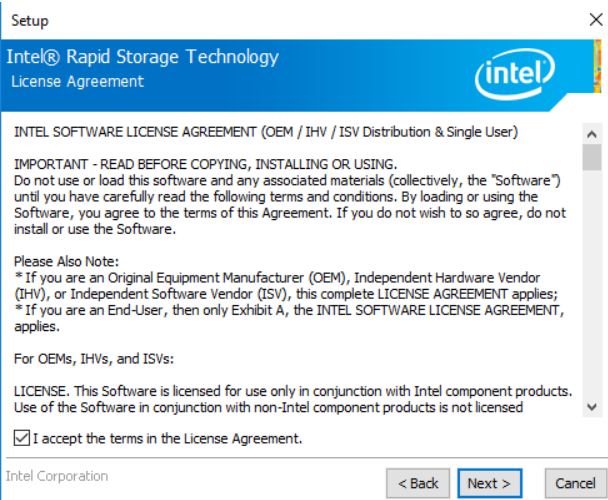 Setup
Intel® Rapid Storage Technology
License Agreement
intel
INTEL SOFTWARE LICENSE AGREEMENT (OEM / IHV / ISV Distribution & Single User)
IMPORTANT - READ BEFORE COPYING, INSTALLING OR USING.
Do not use or load this software and any associated materials (collectively, the "Software")
until you have carefully read the following terms and conditions. By loading or using the
Software, you agree to the terms of this Agreement. If you do not wish to so agree, do not
install or use the Software.
Please Also Note:
* If you are an Original Equipment Manufacturer (OEM), Independent Hardware Vendor
(IHV), or Independent Software Vendor (ISV), this complete LICENSE AGREEMENT applies;
* If you are an End-User, then only Exhibit A, the INTEL SOFTWARE LICENSE AGREEMENT,
applies.
For OEMs, IHVs, and ISVs:
LICENSE. This Software is licensed for use only in conjunction with Intel component products.
Use of the Software in conjunction with non-Intel component products is not licensed
I accept the terms in the License Agreement.
Intel Corporation
< Back Next > Cancel